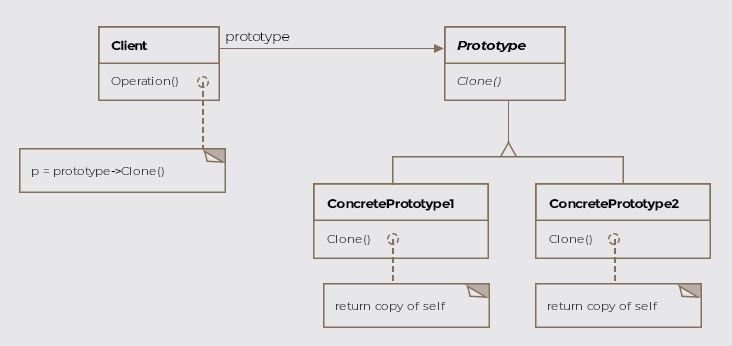 Client
prototype
Prototype
Operation()
Clone()
p = prototype->Clone()
ConcretePrototype1
ConcretePrototype2
Clone()
Clone()
return copy of self
return copy of self